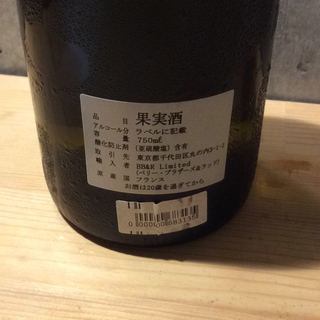 品目 果実酒
アルコール分 ラベルに記載
容量 750mℓ
酸化防止剤 (亜硫酸塩)含有
取引先 東京都千代田区丸の内3-1-1
輸入者 BB&R Limited
(ベリー・ブラザーズ&ラッド)
原産国 フランス
お酒は20歳を過ぎてから